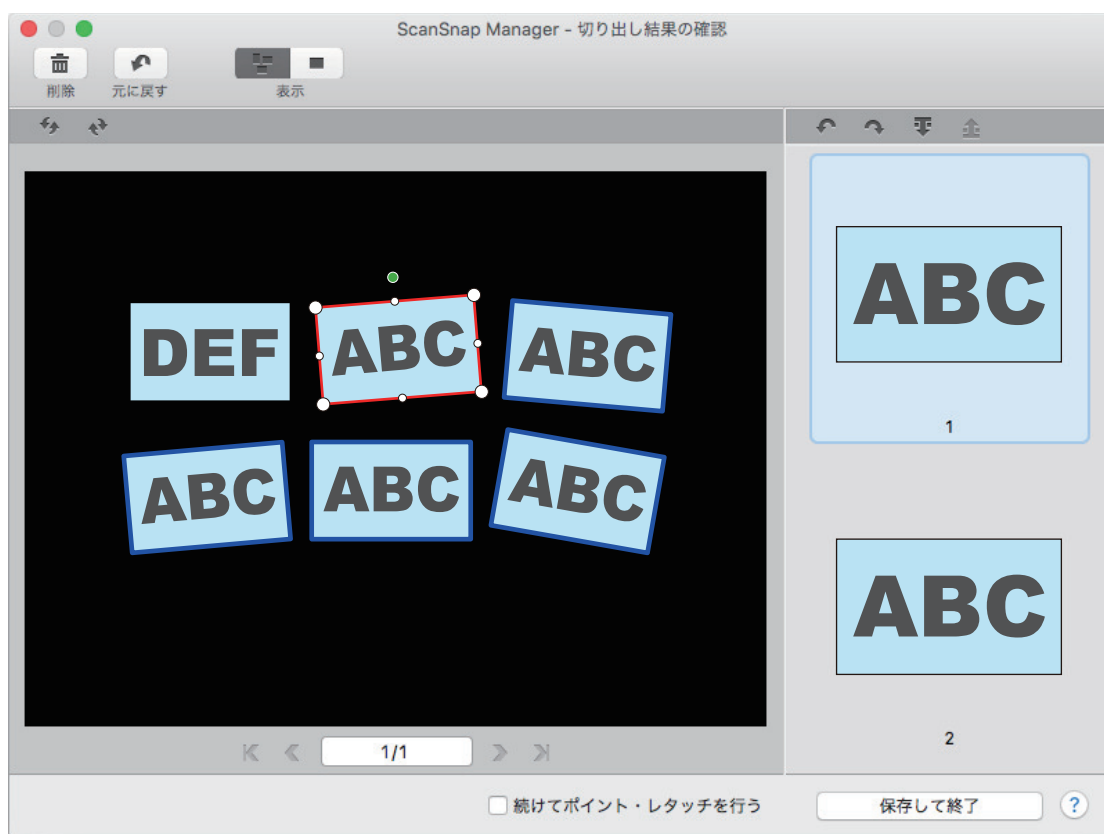 ScanSnap Manager - 切り出し結果の確認
削除 元に戻す 表示
DEF ABC ABC
ABC ABC ABC
1/1
ABC
1
ABC
2
続けてポイント・レタッチを行う 保存して終了 ?